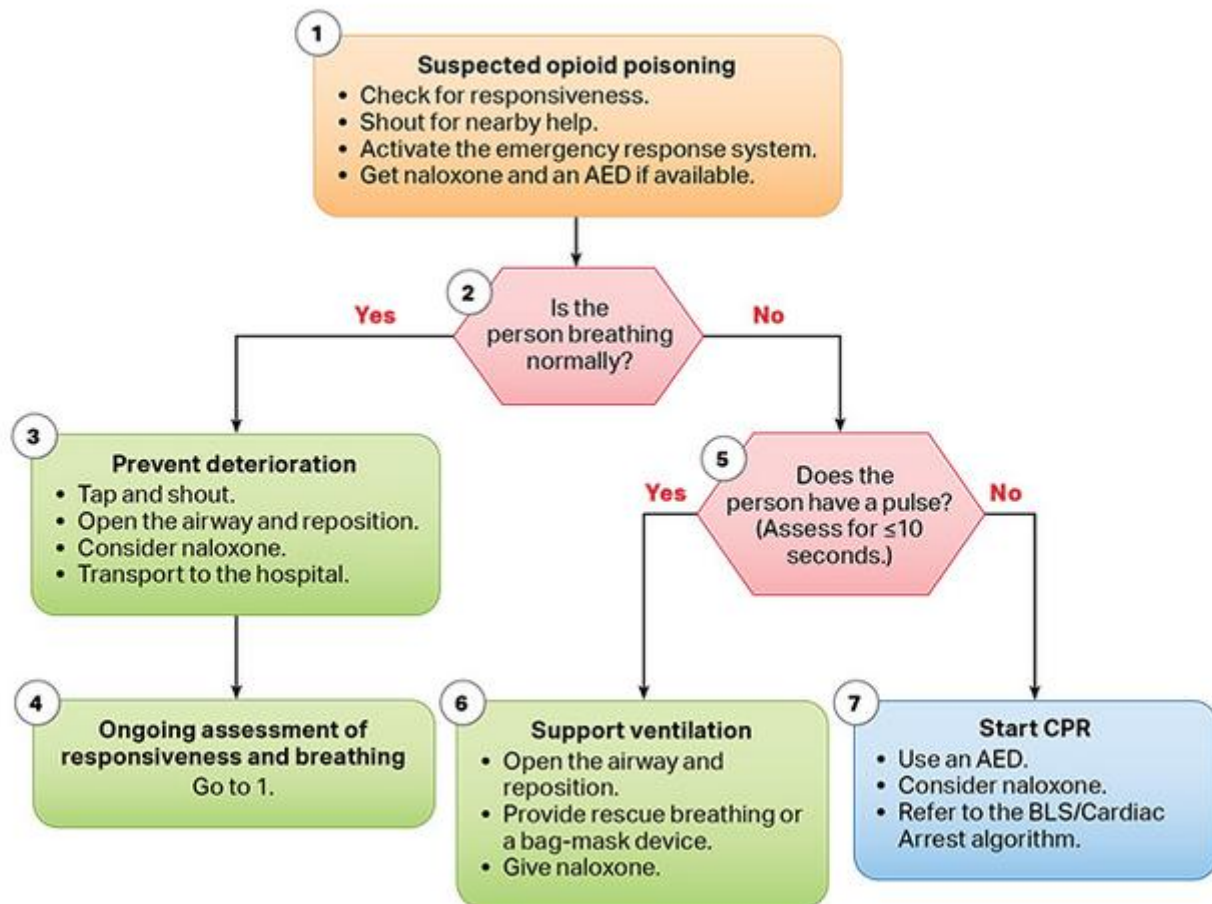 1
Suspected opioid poisoning
• Check for responsiveness.
• Shout for nearby help.
• Activate the emergency response system.
• Get naloxone and an AED if available.
2
Is the
person breathing
normally?
Yes
No
3
Prevent deterioration
• Tap and shout.
• Open the airway and reposition.
• Consider naloxone.
• Transport to the hospital.
4
Ongoing assessment of
responsiveness and breathing
Go to 1.
5
Does the
person have a pulse?
(Assess for ≤10
seconds.)
Yes
No
6
Support ventilation
• Open the airway and
reposition.
• Provide rescue breathing or
a bag-mask device.
• Give naloxone.
7
Start CPR
• Use an AED.
• Consider naloxone.
• Refer to the BLS/Cardiac
Arrest algorithm.